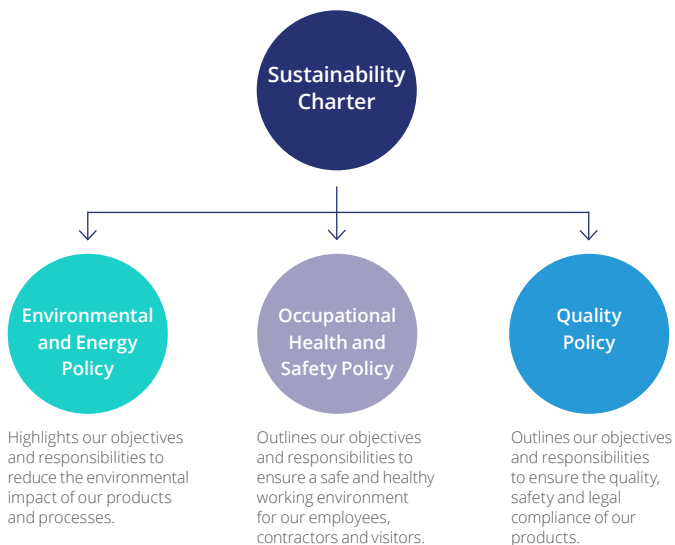 Sustainability
Charter
Environmental
and Energy
Policy
Occupational
Health and
Safety Policy
Quality
Policy
Highlights our objectives
and responsibilities to
reduce the environmental
impact of our products
and processes.
Outlines our objectives
and responsibilities to
ensure a safe and healthy
working environment
for our employees,
contractors and visitors.
Outlines our objectives
and responsibilities
to ensure the quality,
safety and legal
compliance of our
products.